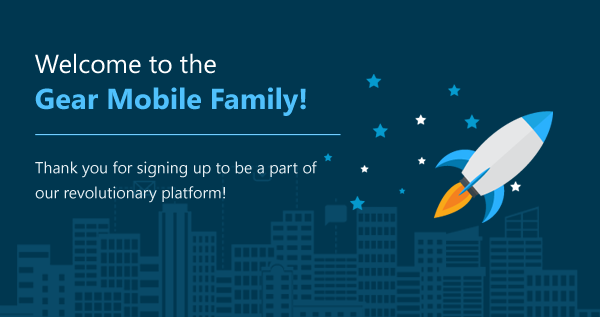 Welcome to the
Gear Mobile Family!
Thank you for signing up to be a part of
our revolutionary platform!